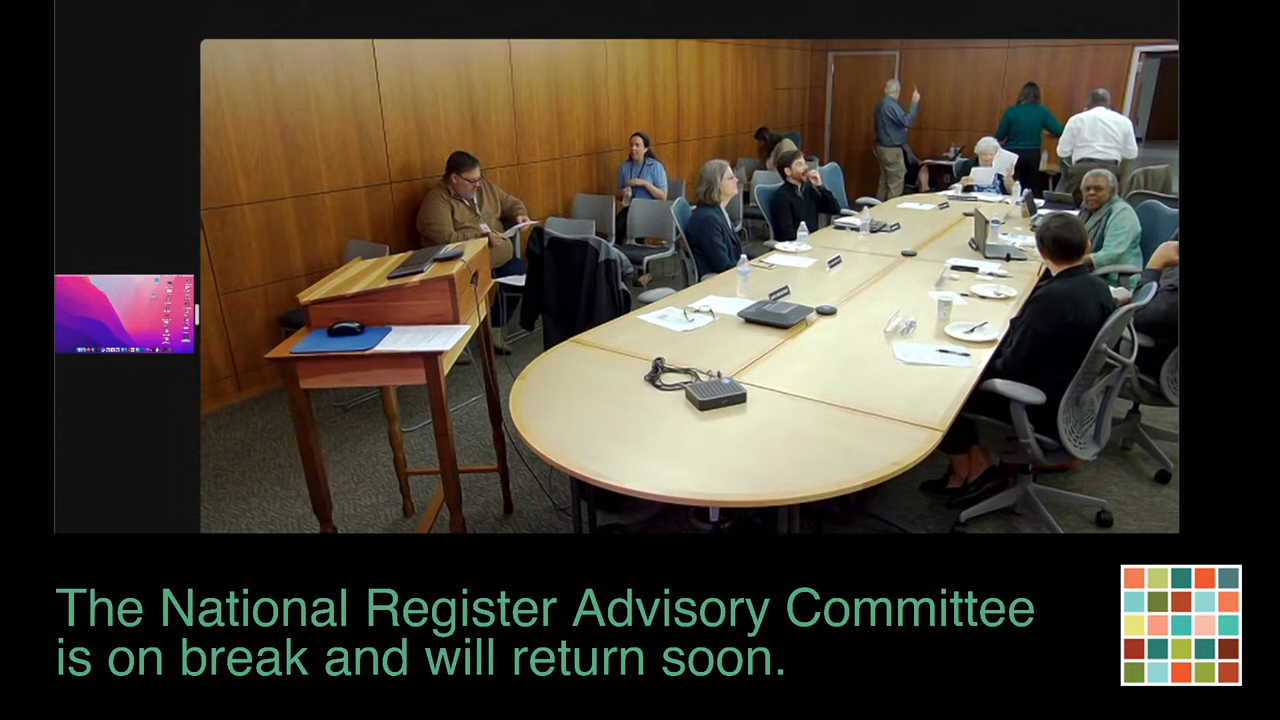 The National Register Advisory Committee
is on break and will return soon.